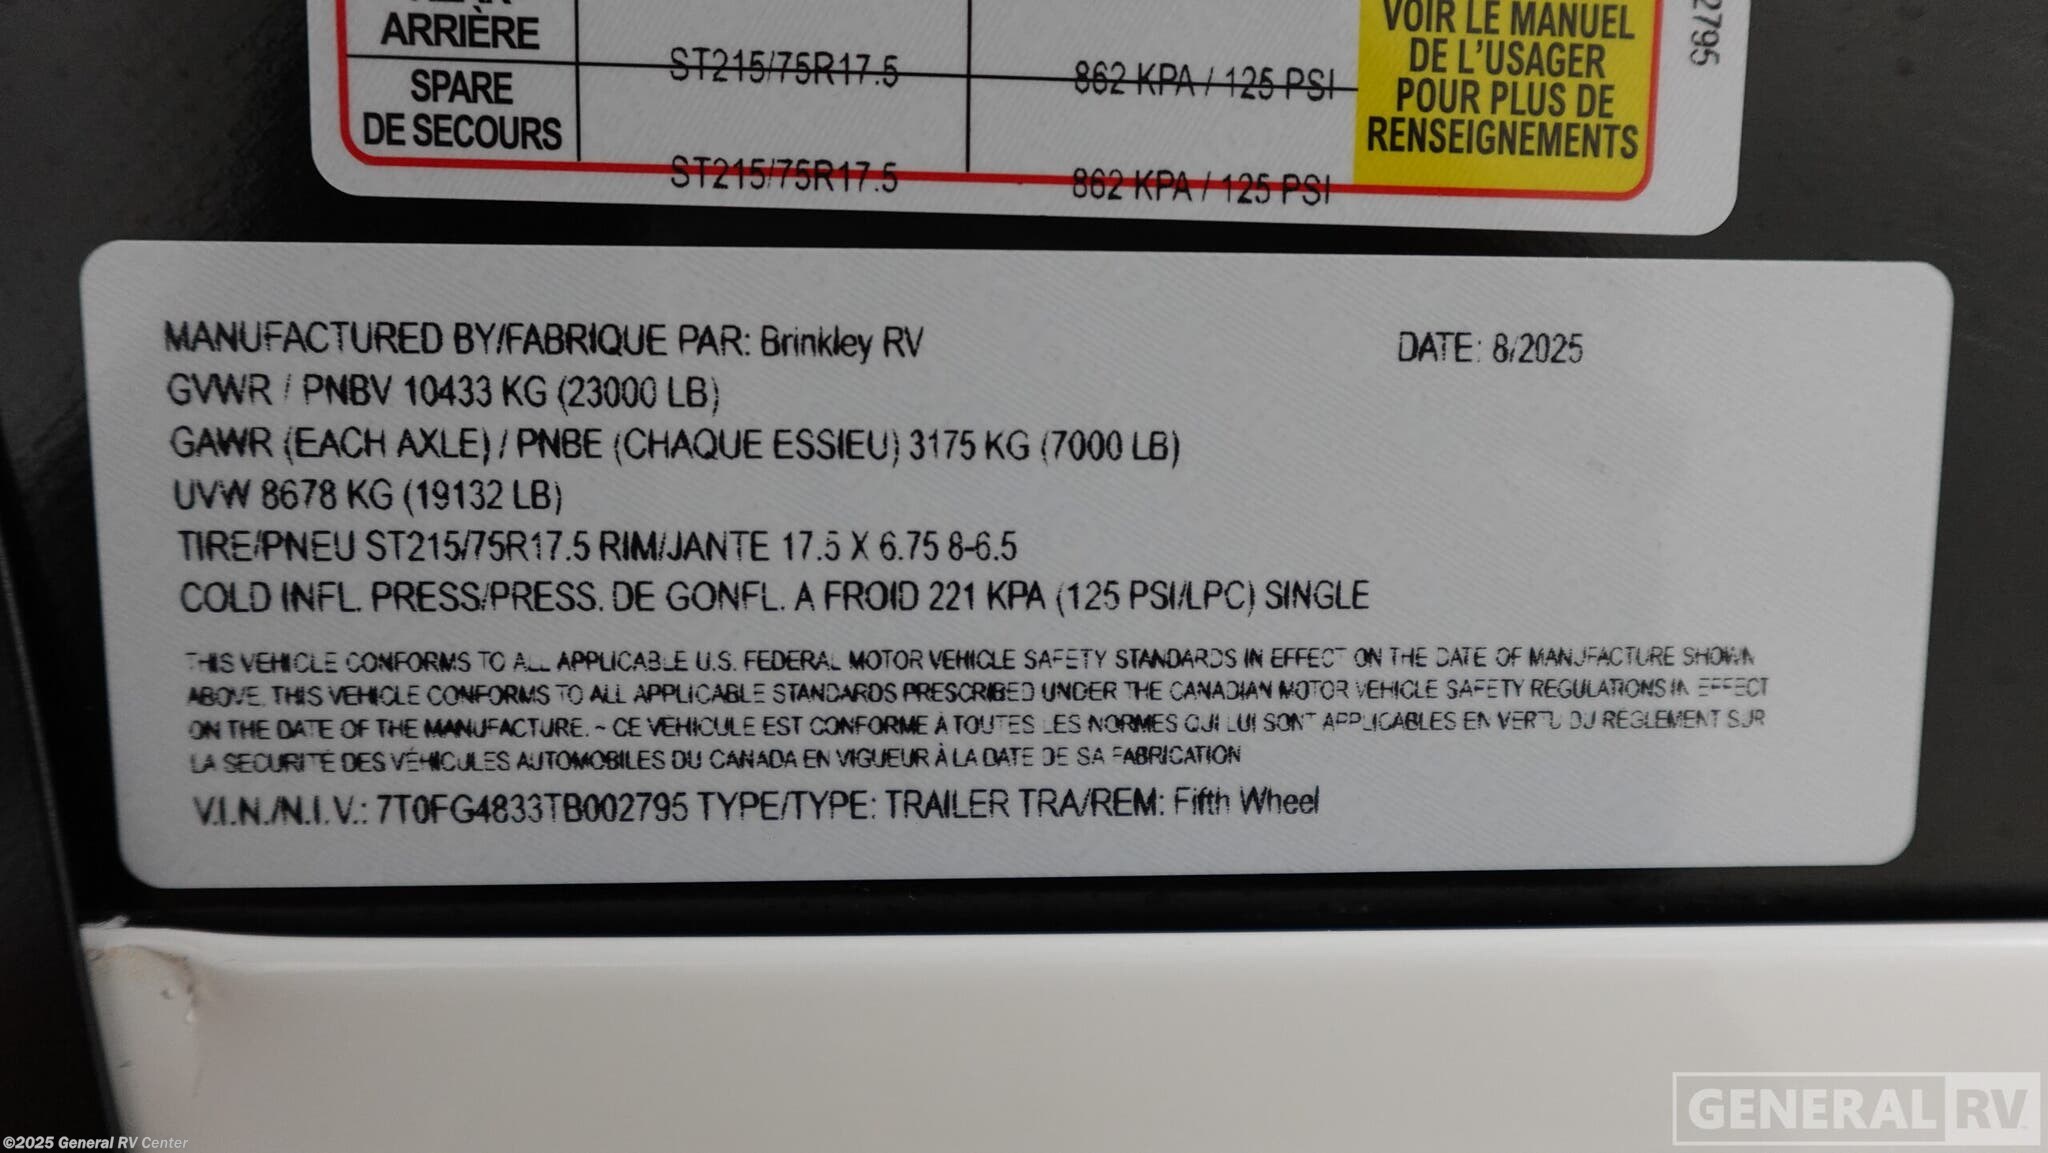 ARRIÈRE
ST215/75R17.5 862 KPA / 125 PSI
SPARE
DE SECOURS
ST215/75R17.5 862 KPA / 125 PSI
VOIR LE MANUEL
DE L'USAGER
POUR PLUS DE
RENSEIGNEMENTS
2795
MANUFACTURED BY/FABRIQUE PAR: Brinkley RV DATE: 8/2025
GVWR / PNBV 10433 KG (23000 LB)
GAWR (EACH AXLE) / PNBE (CHAQUE ESSIEU) 3175 KG (7000 LB)
UVW 8678 KG (19132 LB)
TIRE/PNEU ST215/75R17.5 RIM/JANTE 17.5 X 6.75 8-6.5
COLD INFL. PRESS/PRESS. DE GONFL. A FROID 221 KPA (125 PSI/LPC) SINGLE
THIS VEHICLE CONFORMS TO ALL APPLICABLE U.S. FEDERAL MOTOR VEHICLE SAFETY STANDARDS IN EFFECT ON THE DATE OF MANUFACTURE SHOWN
ABOVE. THIS VEHICLE CONFORMS TO ALL APPLICABLE STANDARDS PRESCRIBED UNDER THE CANADIAN MOTOR VEHICLE SAFETY REGULATIONS IN EFFECT
ON THE DATE OF THE MANUFACTURE. ~ CE VEHICULE EST CONFORME À TOUTES LES NORMES QUI LUI SONT APPLICABLES EN VERTU DU REGLEMENT SUR
LA SECURITE DES VÉHICULES AUTOMOBILES DU CANADA EN VIGUEUR À LA DATE DE SA FABRICATION
V.I.N./N.I.V.: 7T0FG4833TB002795 TYPE/TYPE: TRAILER TRA/REM: Fifth Wheel
GENERAL RV
©2025 General RV Center